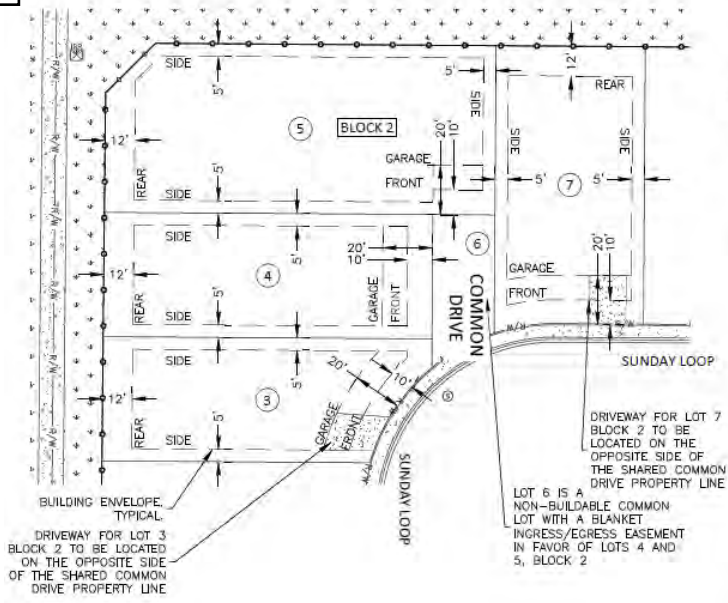 R/W
R/W
R/W
R/W
R/W
SIDE
5'
5'
SIDE
12'
REAR
5
BLOCK 2
20'
10'
GARAGE
FRONT
SIDE
5'
12'
REAR
SIDE
SIDE
5'
5'
7
20'
10'
GARAGE
FRONT
R/W
SIDE
5'
4
20'
10'
12'
REAR
GARAGE
FRONT
SIDE
5'
6
COMMON
DRIVE
SIDE
5'
20'
10'
12'
REAR
3
5'
SIDE
GARAGE
FRONT
R/W
R/W
SUNDAY LOOP
SUNDAY LOOP
BUILDING ENVELOPE,
TYPICAL.
DRIVEWAY FOR LOT 3
BLOCK 2 TO BE LOCATED
ON THE OPPOSITE SIDE
OF THE SHARED COMMON
DRIVE PROPERTY LINE
LOT 6 IS A
NON-BUILDABLE COMMON
LOT WITH A BLANKET
INGRESS/EGRESS EASEMENT
IN FAVOR OF LOTS 4 AND
5, BLOCK 2
DRIVEWAY FOR LOT 7
BLOCK 2 TO BE
LOCATED ON THE
OPPOSITE SIDE OF
THE SHARED COMMON
DRIVE PROPERTY LINE